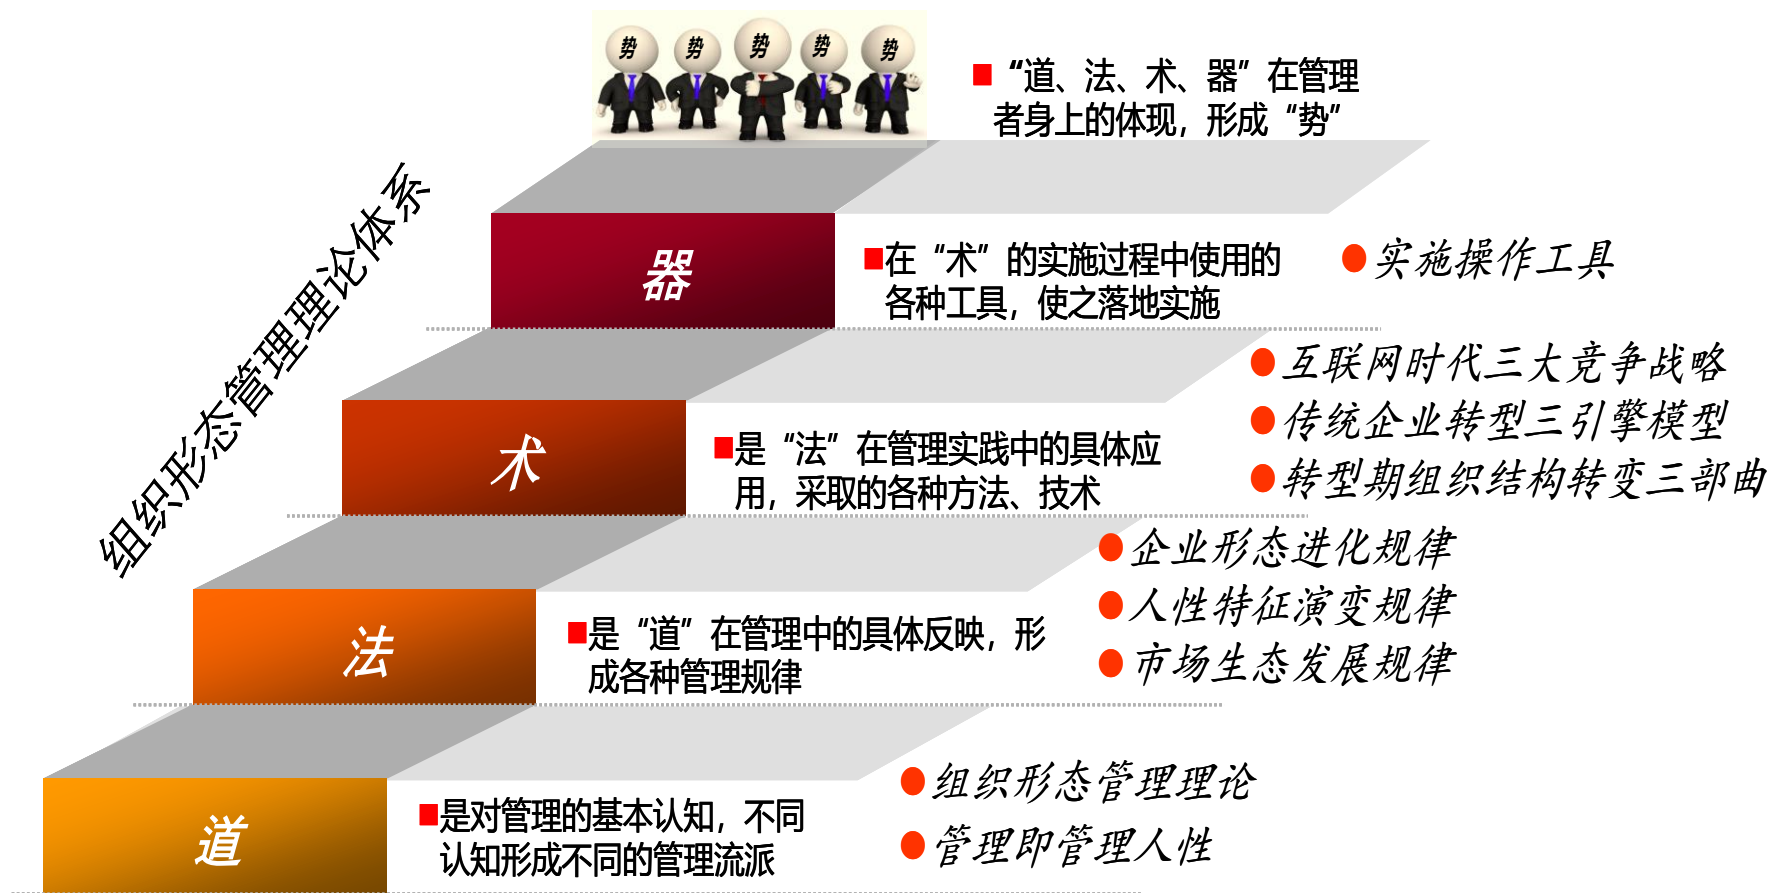 势 势 势 势 势
“道、法、术、器”在管理
者身上的体现，形成“势”
组织形态管理理论体系
器
在“术”的实施过程中使用的
各种工具，使之落地实施
实施操作工具
术
是“法”在管理实践中的具体应
用，采取的各种方法、技术
互联网时代三大竞争战略
传统企业转型三引擎模型
转型期组织结构转变三部曲
法
是“道”在管理中的具体反映，形
成各种管理规律
企业形态进化规律
人性特征演变规律
市场生态发展规律
道
是对管理的基本认知，不同
认知形成不同的管理流派
组织形态管理理论
管理即管理人性